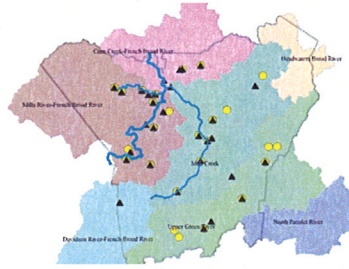 Cane Creek-French Broad River
Headwaters Broad River
Mills River-French Broad River
Mud Creek
North Pacolet River
Upper Green River
Davidson River-French Broad River